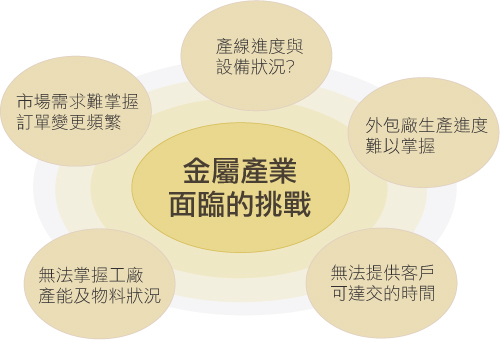 產線進度與
設備狀況?
市場需求難掌握
訂單變更頻繁
外包廠生產進度
難以掌握
金屬產業
面臨的挑戰
無法掌握工廠
產能及物料狀況
無法提供客戶
可達交的時間